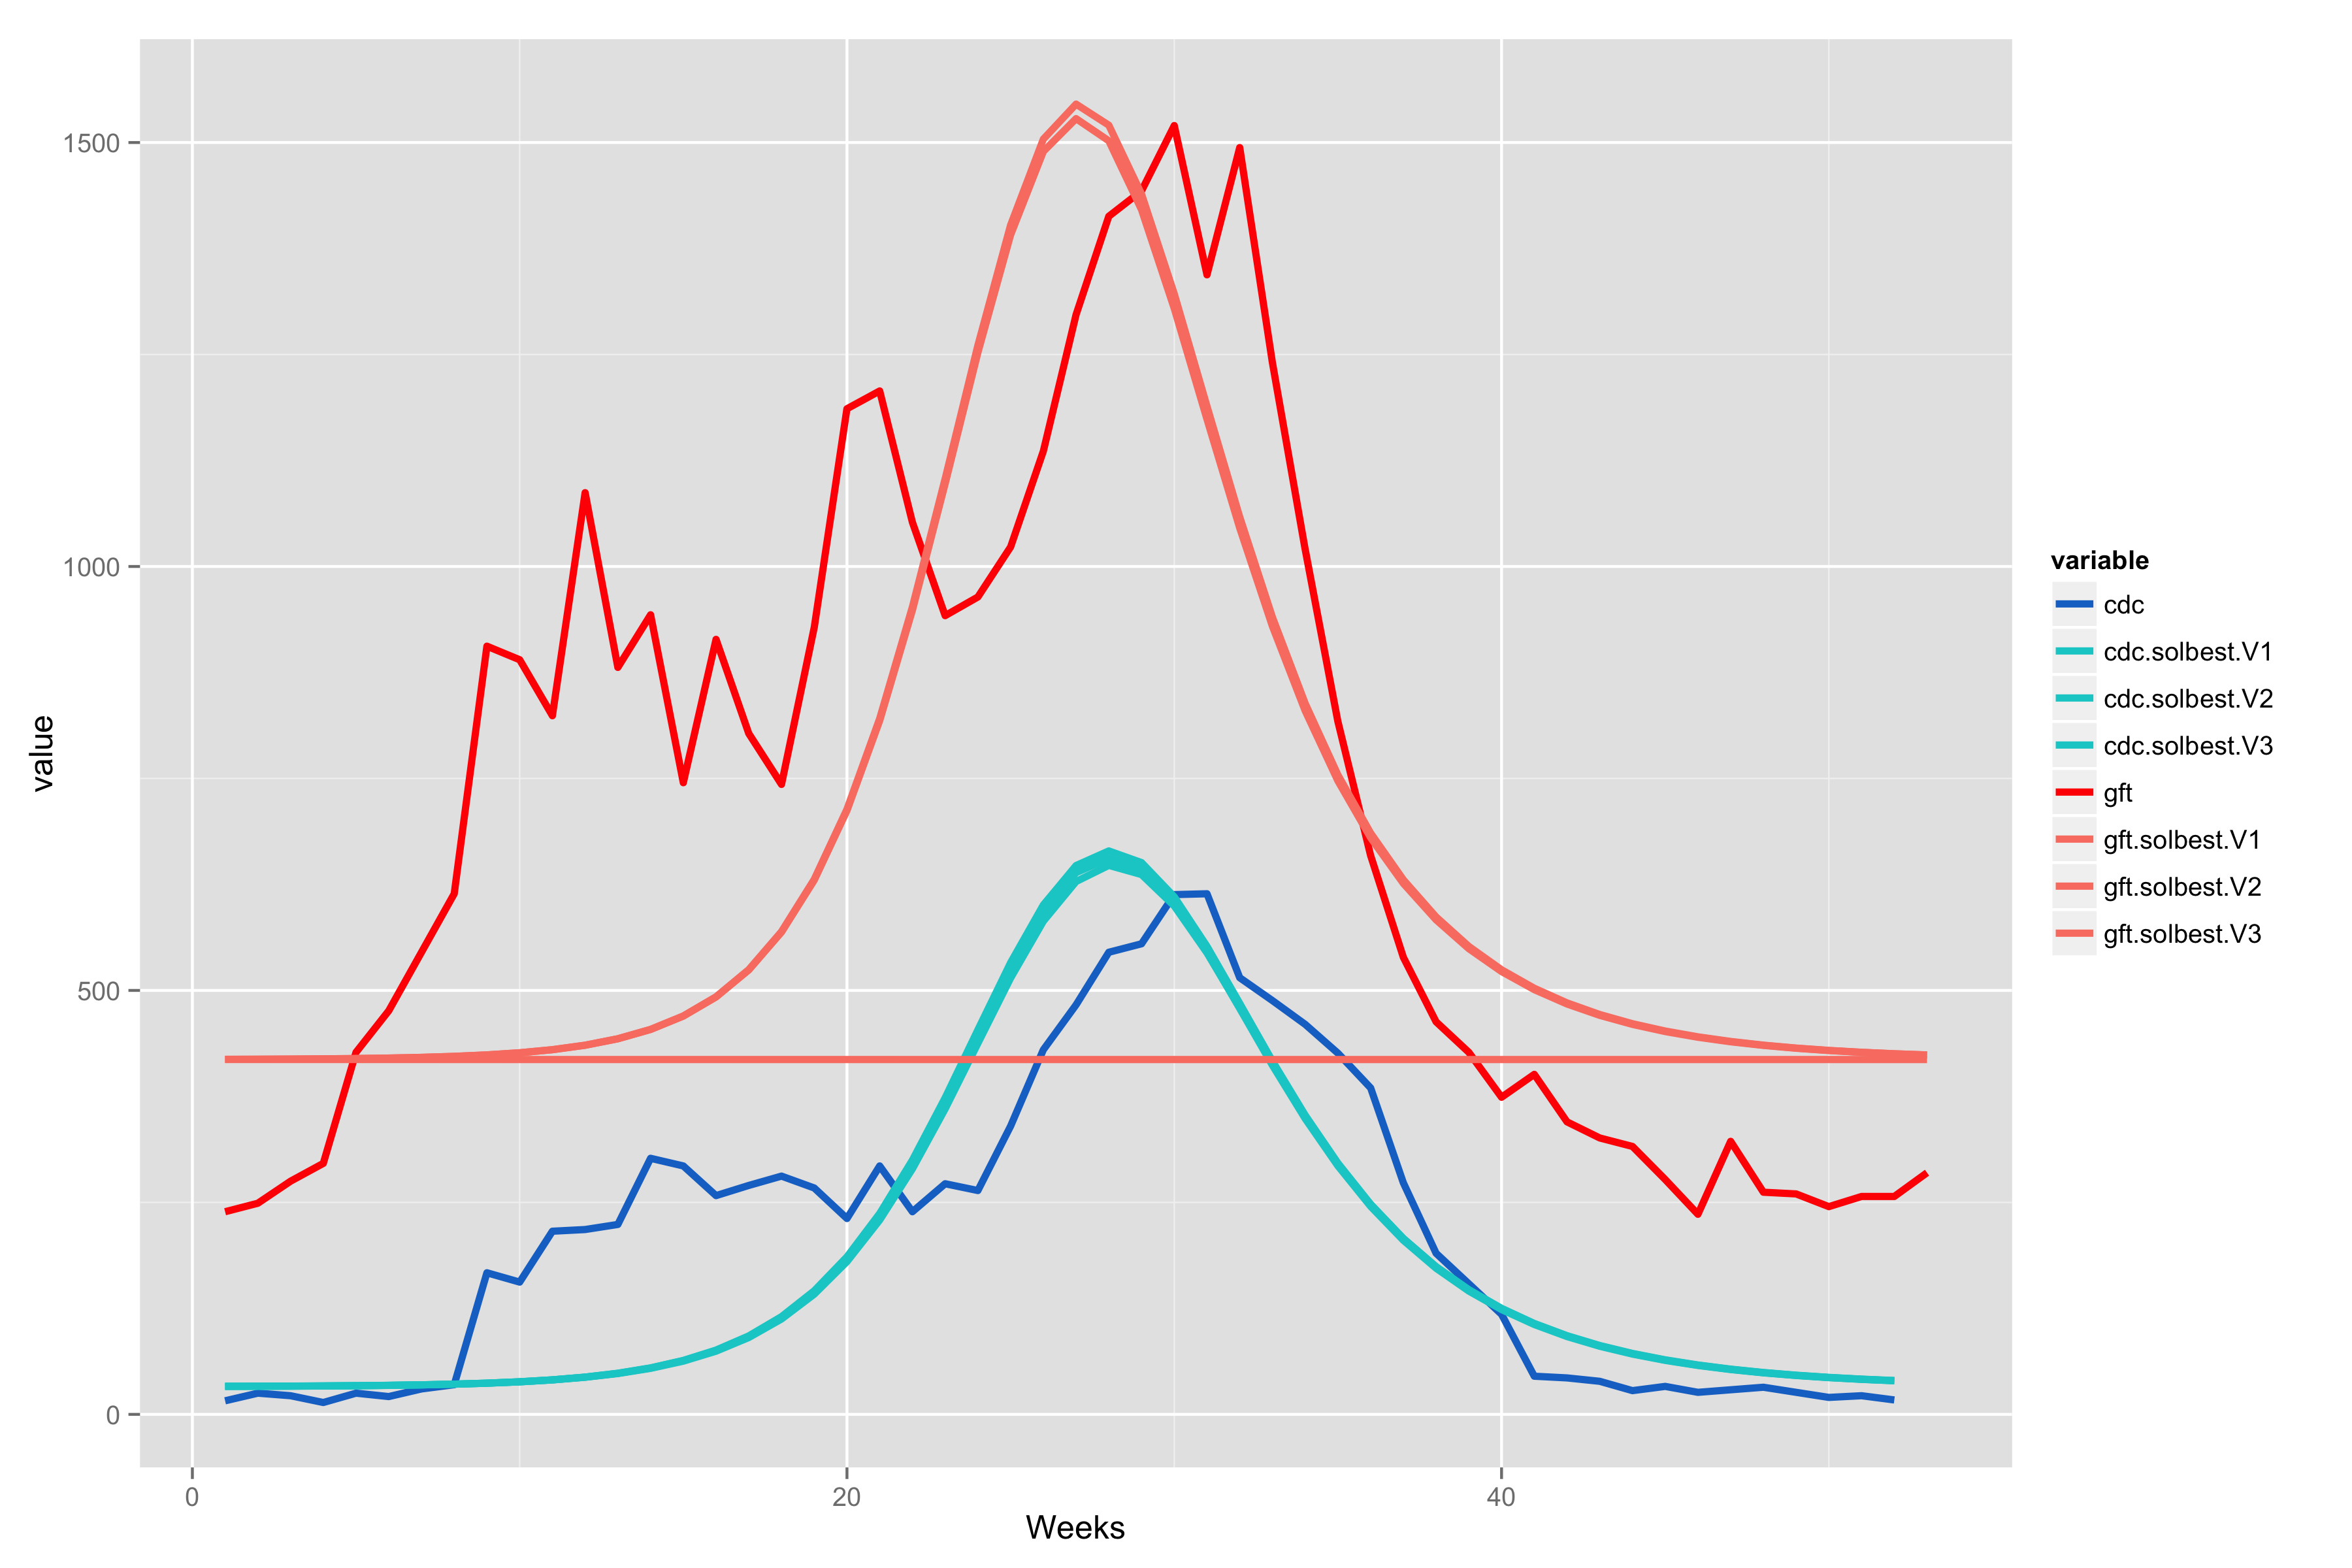 1500
1000
500
0
value
0
20
40
Weeks
variable
cdc
cdc.solbest.V1
cdc.solbest.V2
cdc.solbest.V3
gft
gft.solbest.V1
gft.solbest.V2
gft.solbest.V3